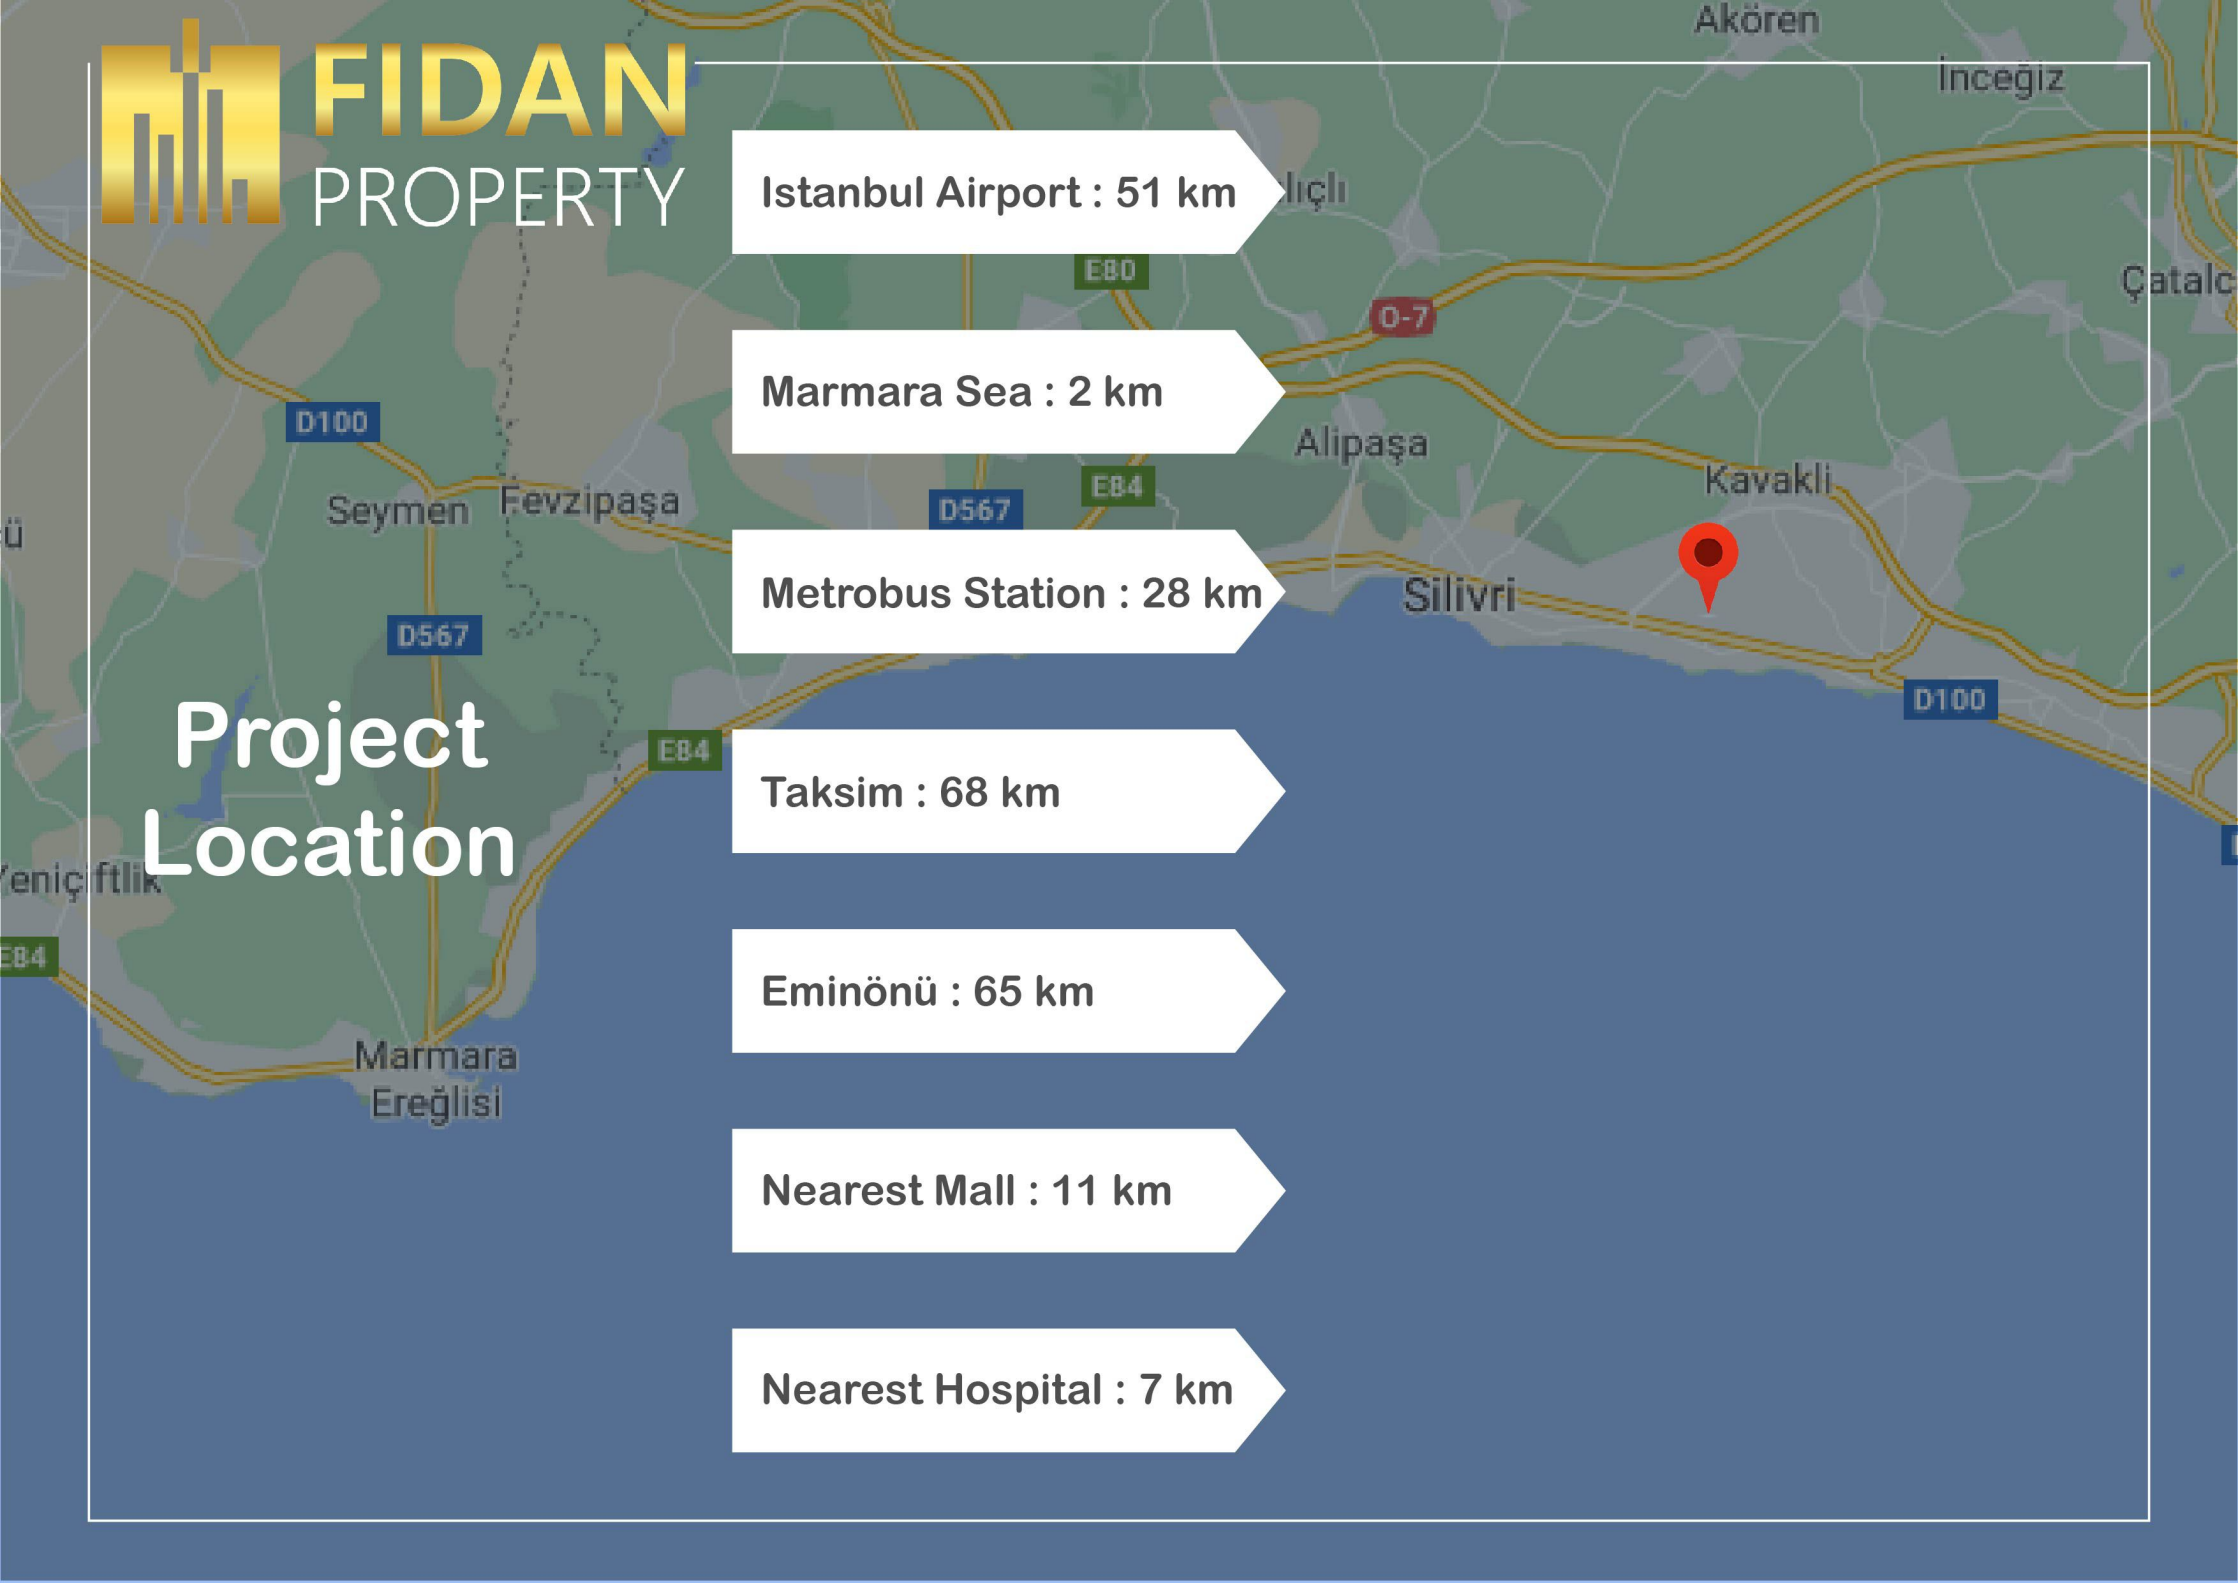 FIDAN
PROPERTY
Project
Location
Istanbul Airport : 51 km
Marmara Sea : 2 km
Metrobus Station : 28 km
Taksim : 68 km
Eminönü : 65 km
Nearest Mall : 11 km
Nearest Hospital : 7 km
Akören
İnceğiz
E80
O-7
D100
Alipaşa
Kavakli
Seymen
Fevzipaşa
D567
E84
Silivri
D567
D100
E84
E84
Marmara
Ereğlisi